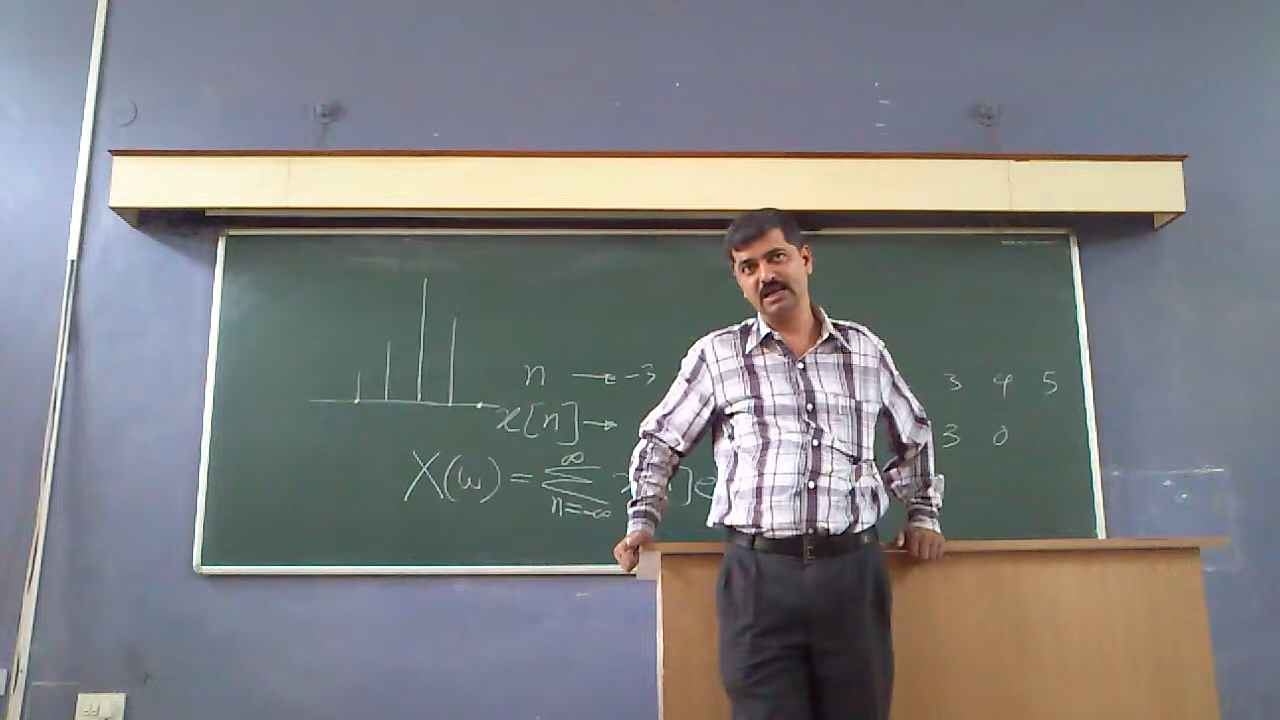 n → -3 3 4 5
x[n] → 3 0
X(ω) = ∑ ∞ n=-∞ ]e